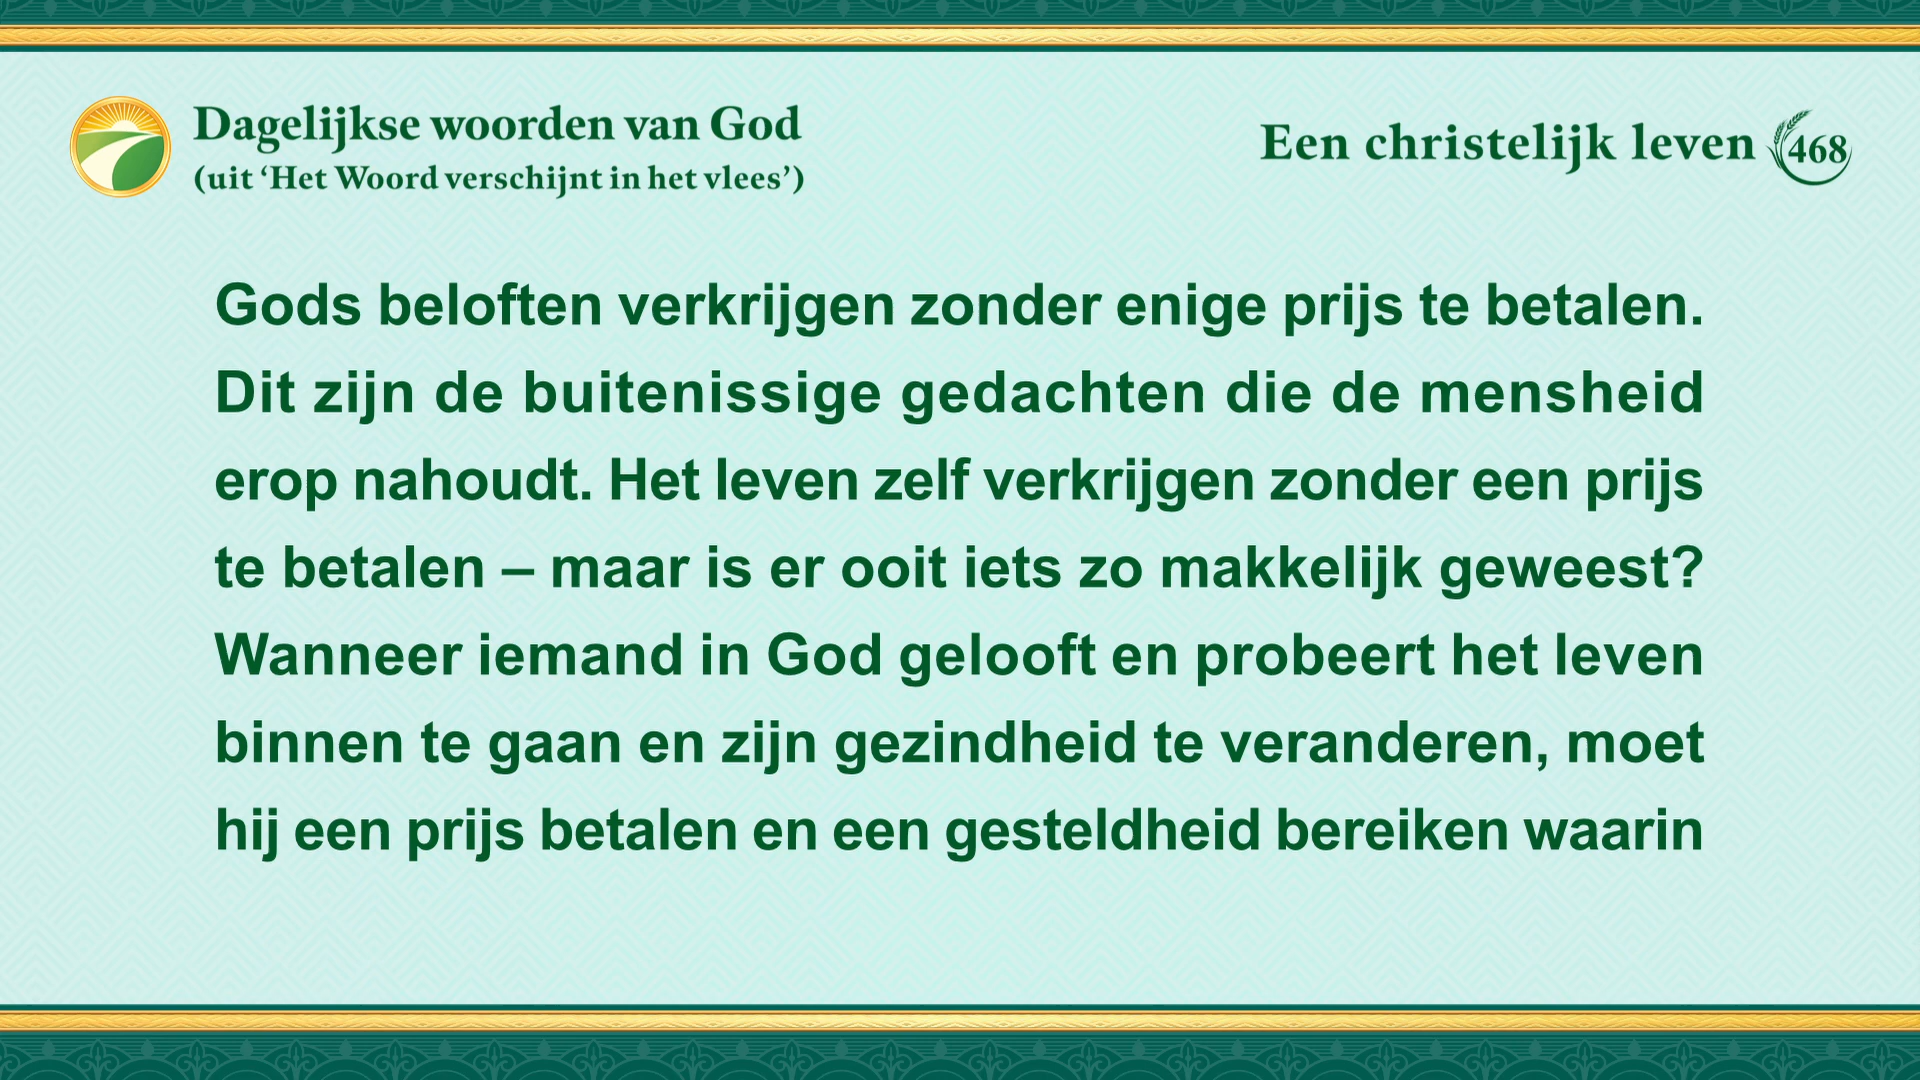 Dagelijkse woorden van God
(uit ‘Het Woord verschijnt in het vlees’)
Een christelijk leven 468
Gods beloften verkrijgen zonder enige prijs te betalen.
Dit zijn de buitenissige gedachten die de mensheid
erop nahoudt. Het leven zelf verkrijgen zonder een prijs
te betalen – maar is er ooit iets zo makkelijk geweest?
Wanneer iemand in God gelooft en probeert het leven
binnen te gaan en zijn gezindheid te veranderen, moet
hij een prijs betalen en een gesteldheid bereiken waarin